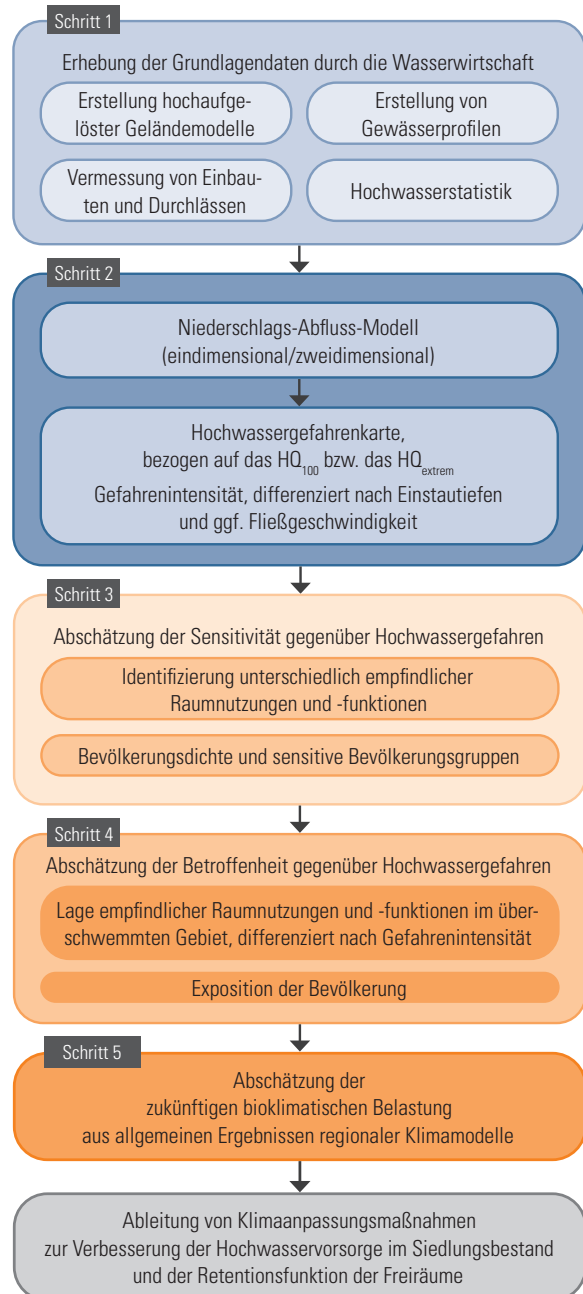 Schritt 1
Erhebung der Grundlagendaten durch die Wasserwirtschaft
Erstellung hochaufge-
löster Geländemodelle
Erstellung von
Gewässerprofilen
Vermessung von Einbau-
ten und Durchlässen
Hochwasserstatistik
Schritt 2
Niederschlags-Abfluss-Modell
(eindimensional/zweidimensional)
Hochwassergefahrenkarte,
bezogen auf das HQ100 bzw. das HQextrem
Gefahrenintensität, differenziert nach Einstautiefen
und ggf. Fließgeschwindigkeit
Schritt 3
Abschätzung der Sensitivität gegenüber Hochwassergefahren
Identifizierung unterschiedlich empfindlicher
Raumnutzungen und -funktionen
Bevölkerungsdichte und sensitive Bevölkerungsgruppen
Schritt 4
Abschätzung der Betroffenheit gegenüber Hochwassergefahren
Lage empfindlicher Raumnutzungen und -funktionen im über-
schwemmten Gebiet, differenziert nach Gefahrenintensität
Exposition der Bevölkerung
Schritt 5
Abschätzung der
zukünftigen bioklimatischen Belastung
aus allgemeinen Ergebnissen regionaler Klimamodelle
Ableitung von Klimaanpassungsmaßnahmen
zur Verbesserung der Hochwasservorsorge im Siedlungsbestand
und der Retentionsfunktion der Freiräume